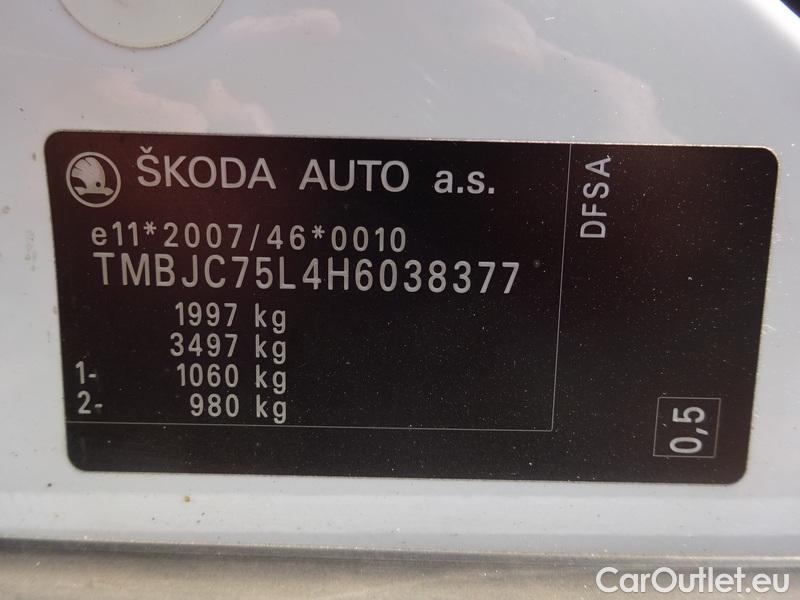 ŠKODA AUTO a.s.
e11*2007/46*0010
TMBJC75L4H6038377
1997 kg
3497 kg
1- 1060 kg
2- 980 kg
DFSA
0,5
CarOutlet.eu